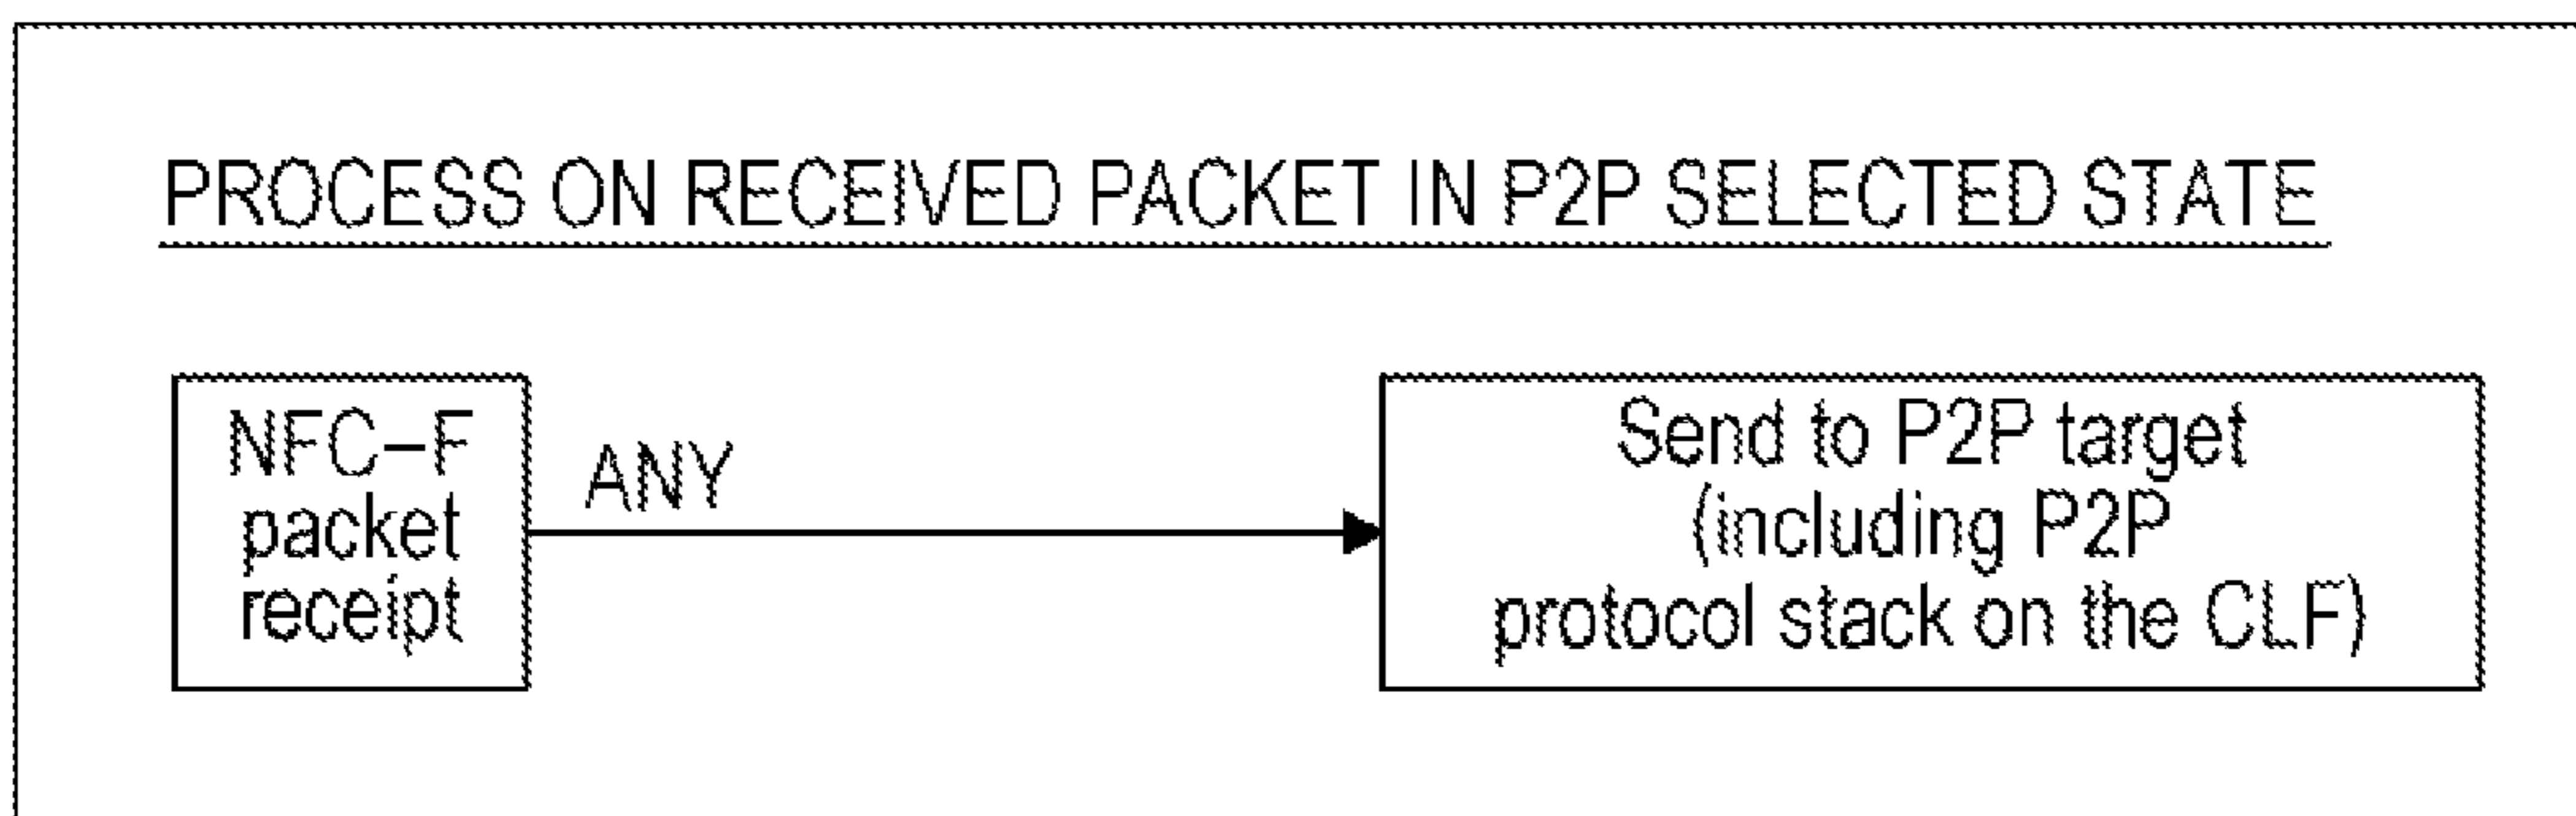 PROCESS ON RECEIVED PACKET IN P2P SELECTED STATE
NFC-F
packet
receipt
ANY
Send to P2P target
(including P2P
protocol stack on the CLF)